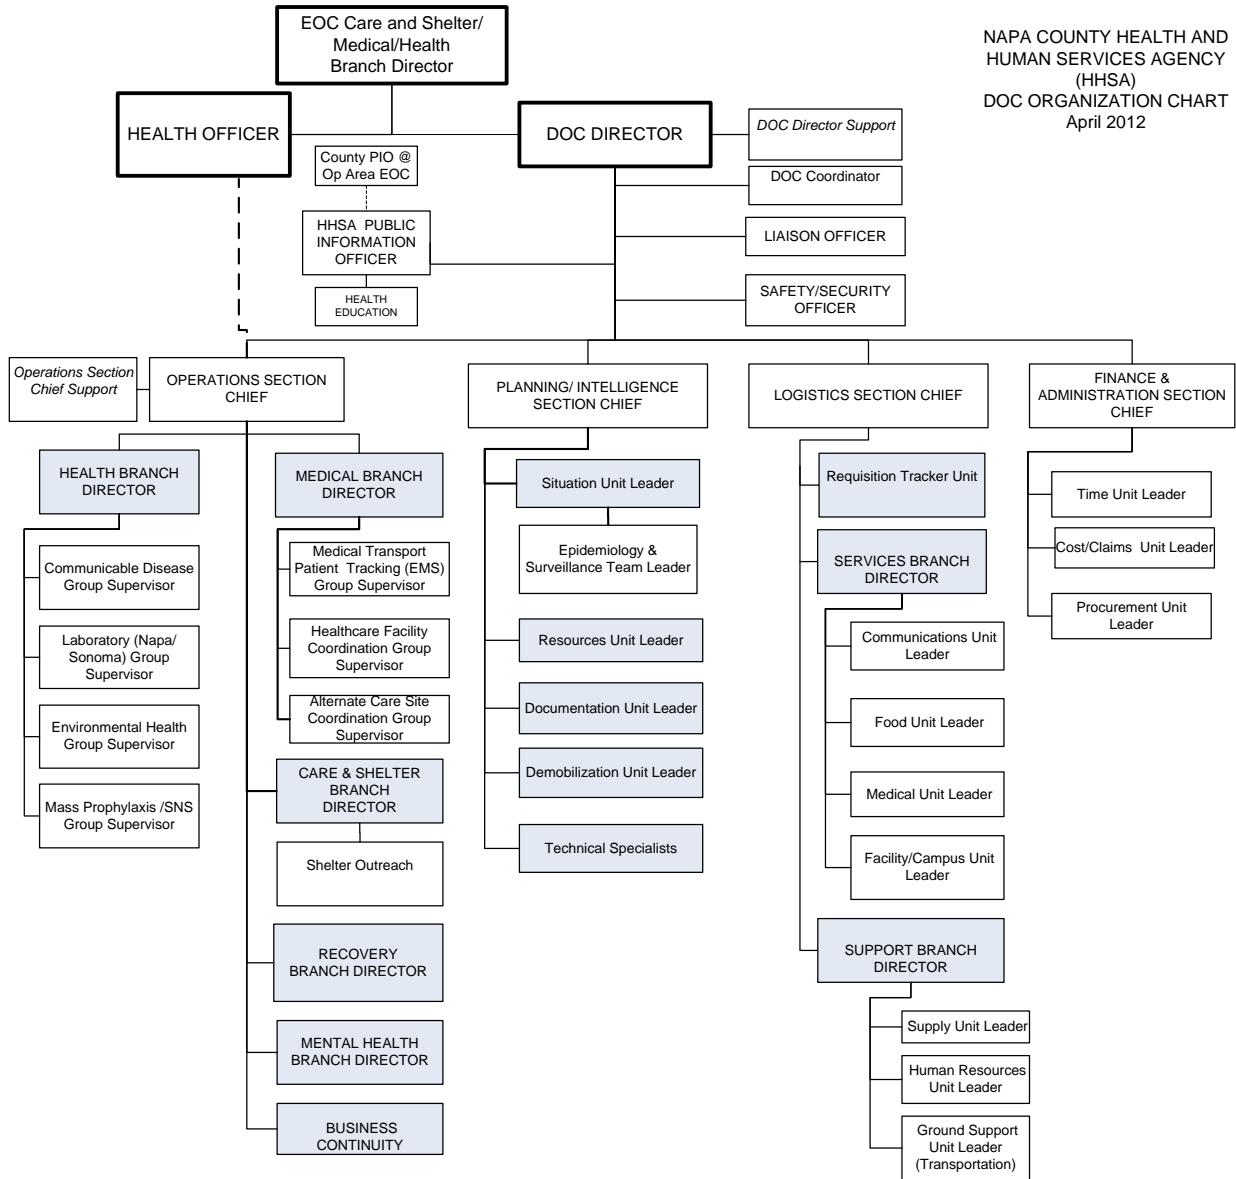 EOC Care and Shelter/
Medical/Health
Branch Director
NAPA COUNTY HEALTH AND
HUMAN SERVICES AGENCY
(HHSA)
DOC ORGANIZATION CHART
April 2012
HEALTH OFFICER
DOC DIRECTOR
DOC Director Support
County PIO @
Op Area EOC
DOC Coordinator
HHSA PUBLIC
INFORMATION
OFFICER
LIAISON OFFICER
HEALTH
EDUCATION
SAFETY/SECURITY
OFFICER
Operations Section
Chief Support
OPERATIONS SECTION
CHIEF
PLANNING/ INTELLIGENCE
SECTION CHIEF
LOGISTICS SECTION CHIEF
FINANCE &
ADMINISTRATION SECTION
CHIEF
HEALTH BRANCH
DIRECTOR
Communicable Disease
Group Supervisor
Laboratory (Napa/
Sonoma) Group
Supervisor
Environmental Health
Group Supervisor
Mass Prophylaxis /SNS
Group Supervisor
MEDICAL BRANCH
DIRECTOR
Medical Transport
Patient Tracking (EMS)
Group Supervisor
Healthcare Facility
Coordination Group
Supervisor
Alternate Care Site
Coordination Group
Supervisor
CARE & SHELTER
BRANCH
DIRECTOR
Shelter Outreach
RECOVERY
BRANCH DIRECTOR
MENTAL HEALTH
BRANCH DIRECTOR
BUSINESS
CONTINUITY
Situation Unit Leader
Epidemiology &
Surveillance Team Leader
Resources Unit Leader
Documentation Unit Leader
Demobilization Unit Leader
Technical Specialists
Requisition Tracker Unit
SERVICES BRANCH
DIRECTOR
Communications Unit
Leader
Food Unit Leader
Medical Unit Leader
Facility/Campus Unit
Leader
SUPPORT BRANCH
DIRECTOR
Supply Unit Leader
Human Resources
Unit Leader
Ground Support
Unit Leader
(Transportation)
Time Unit Leader
Cost/Claims Unit Leader
Procurement Unit
Leader